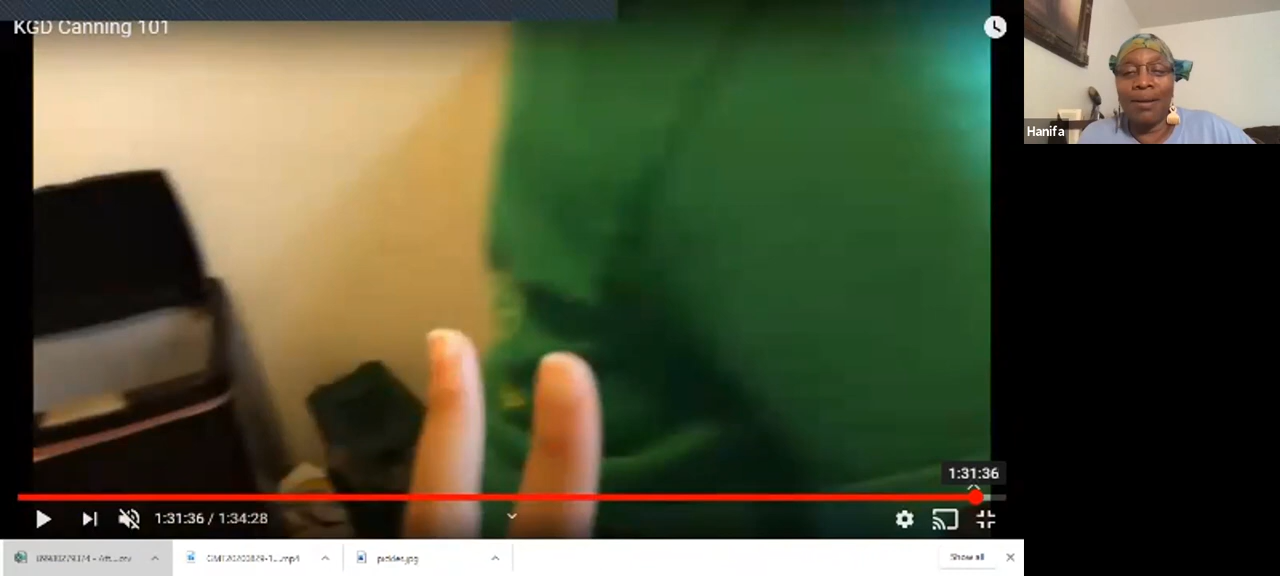 KGD Canning 101
Hanifa
1:31:36
1:31:36 / 1:34:28
pickles.jpg
Show all